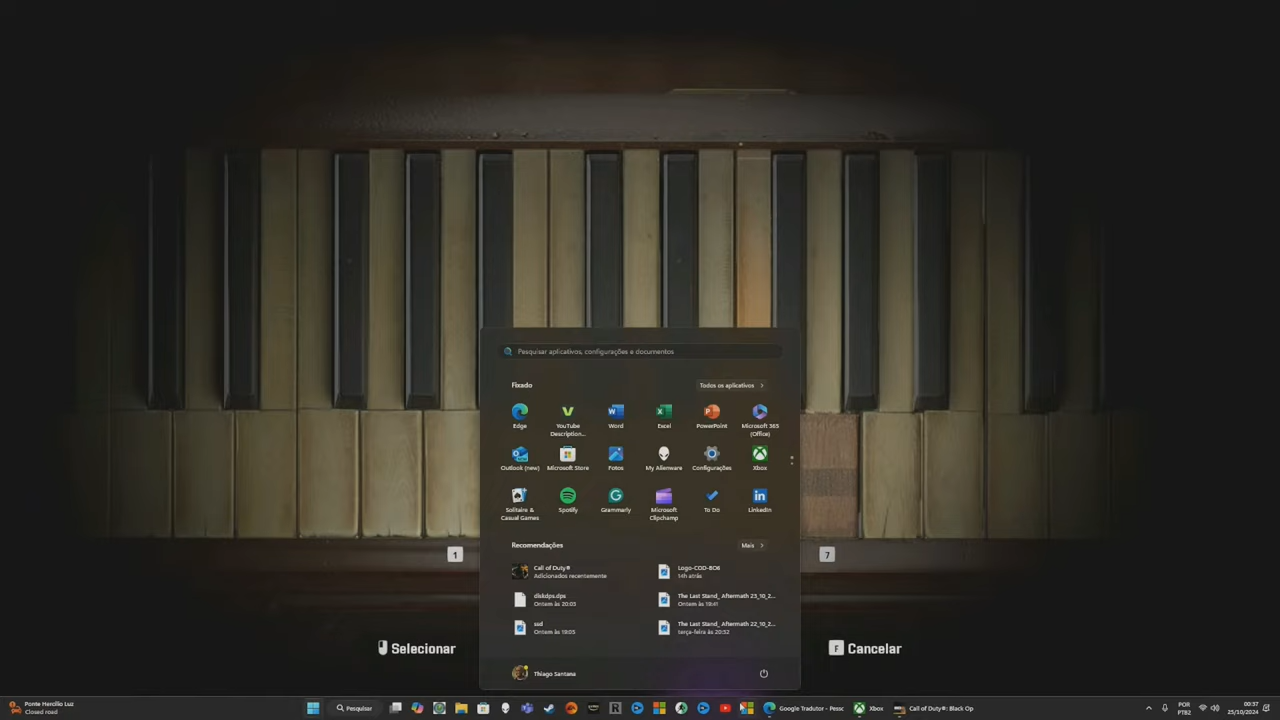 Pesquisar aplicativos, configurações e documentos
Fixado
Todos os aplicativos
Edge
YouTube
Description...
Word
Excel
PowerPoint
Microsoft 365
(Office)
Outlook (new)
Microsoft Store
Fotos
My Alienware
Configurações
Xbox
Solitaire &
Casual Games
Spotify
Grammarly
Microsoft
Clipchamp
To Do
LinkedIn
Recomendações
Mais
Call of Duty®
Adicionados recentemente
Logo-COD-BO6
14h atrás
diskdps.dps
Ontem às 20:03
The Last Stand_ Aftermath 23_10_2...
Ontem às 19:41
ssd
Ontem às 19:05
The Last Stand_ Aftermath 22_10_2...
terça-feira às 20:52
Thiago Santana
1
7
Selecionar
F Cancelar
Ponte Hercílio Luz
Closed road
Pesquisar
Google Tradutor - Pesq
Xbox
Call of Duty®: Black Op
POR
PTB2
00:57
25/10/2024